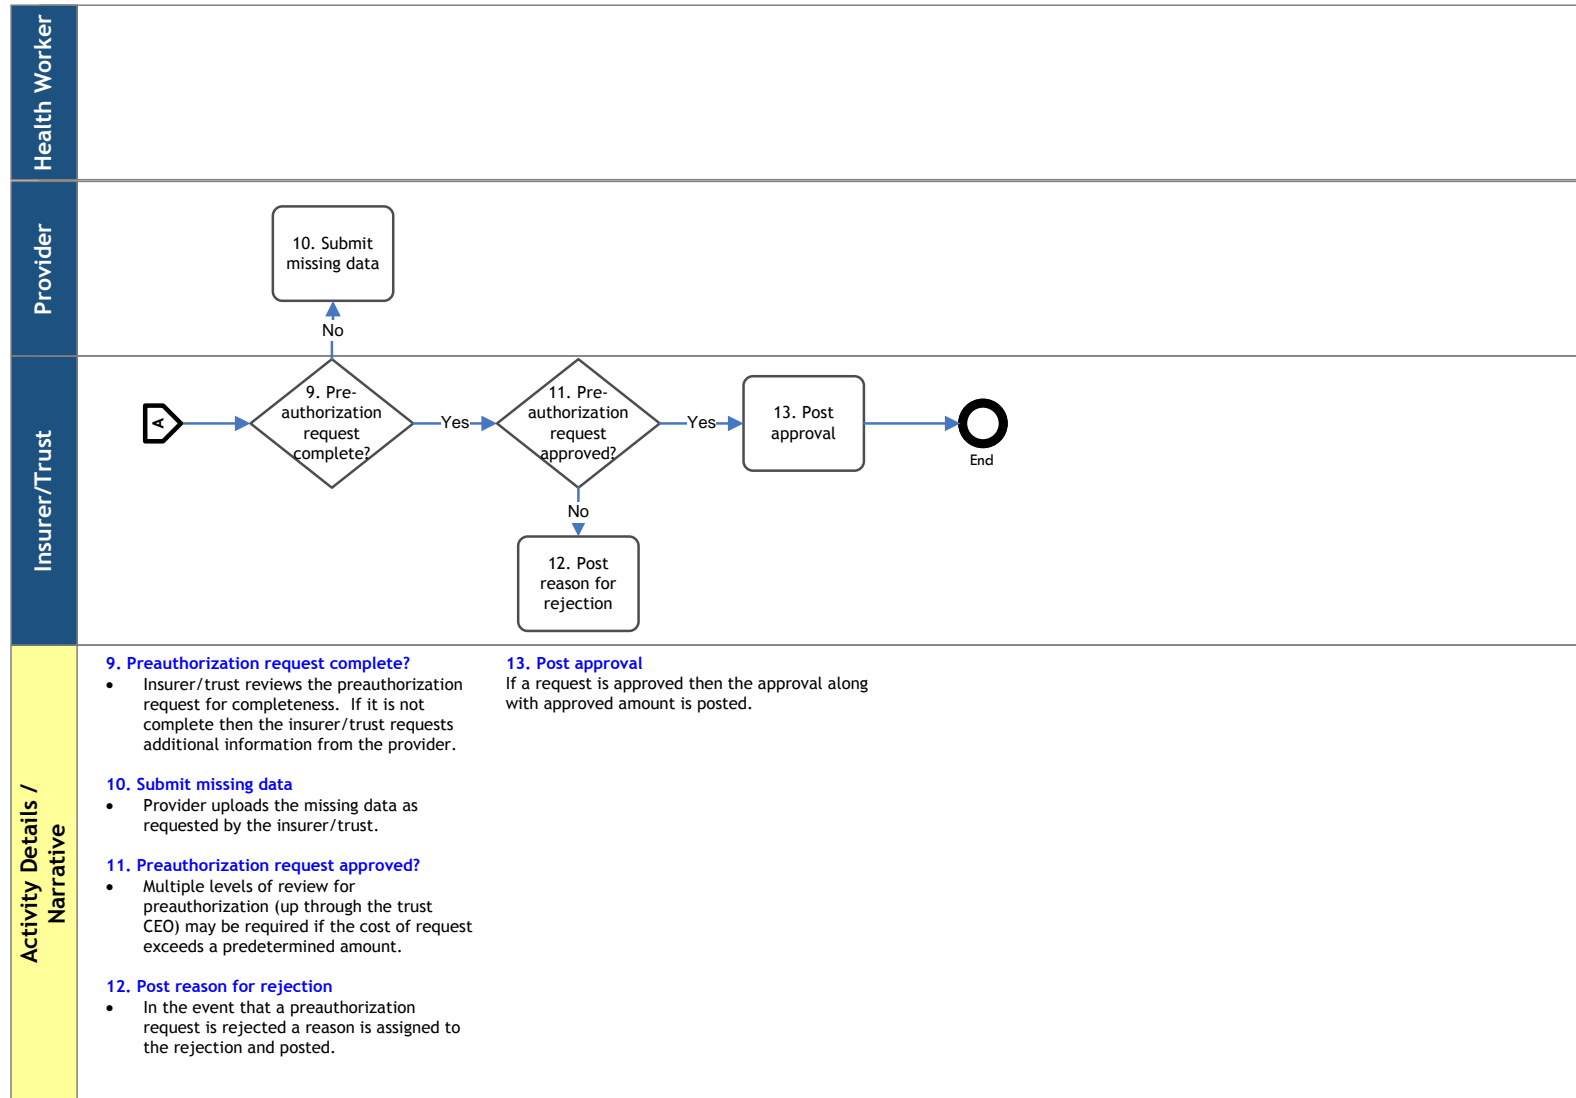 Health Worker
Provider
10. Submit
missing data
No
Insurer/Trust
A
9. Pre-
authorization
request
complete?
Yes
11. Pre-
authorization
request
approved?
Yes
13. Post
approval
End
No
12. Post
reason for
rejection
Activity Details /
Narrative
9. Preauthorization request complete?
• Insurer/trust reviews the preauthorization
request for completeness.  If it is not
complete then the insurer/trust requests
additional information from the provider.
10. Submit missing data
• Provider uploads the missing data as
requested by the insurer/trust.
11. Preauthorization request approved?
• Multiple levels of review for
preauthorization (up through the trust
CEO) may be required if the cost of request
exceeds a predetermined amount.
12. Post reason for rejection
• In the event that a preauthorization
request is rejected a reason is assigned to
the rejection and posted.
13. Post approval
If a request is approved then the approval along
with approved amount is posted.